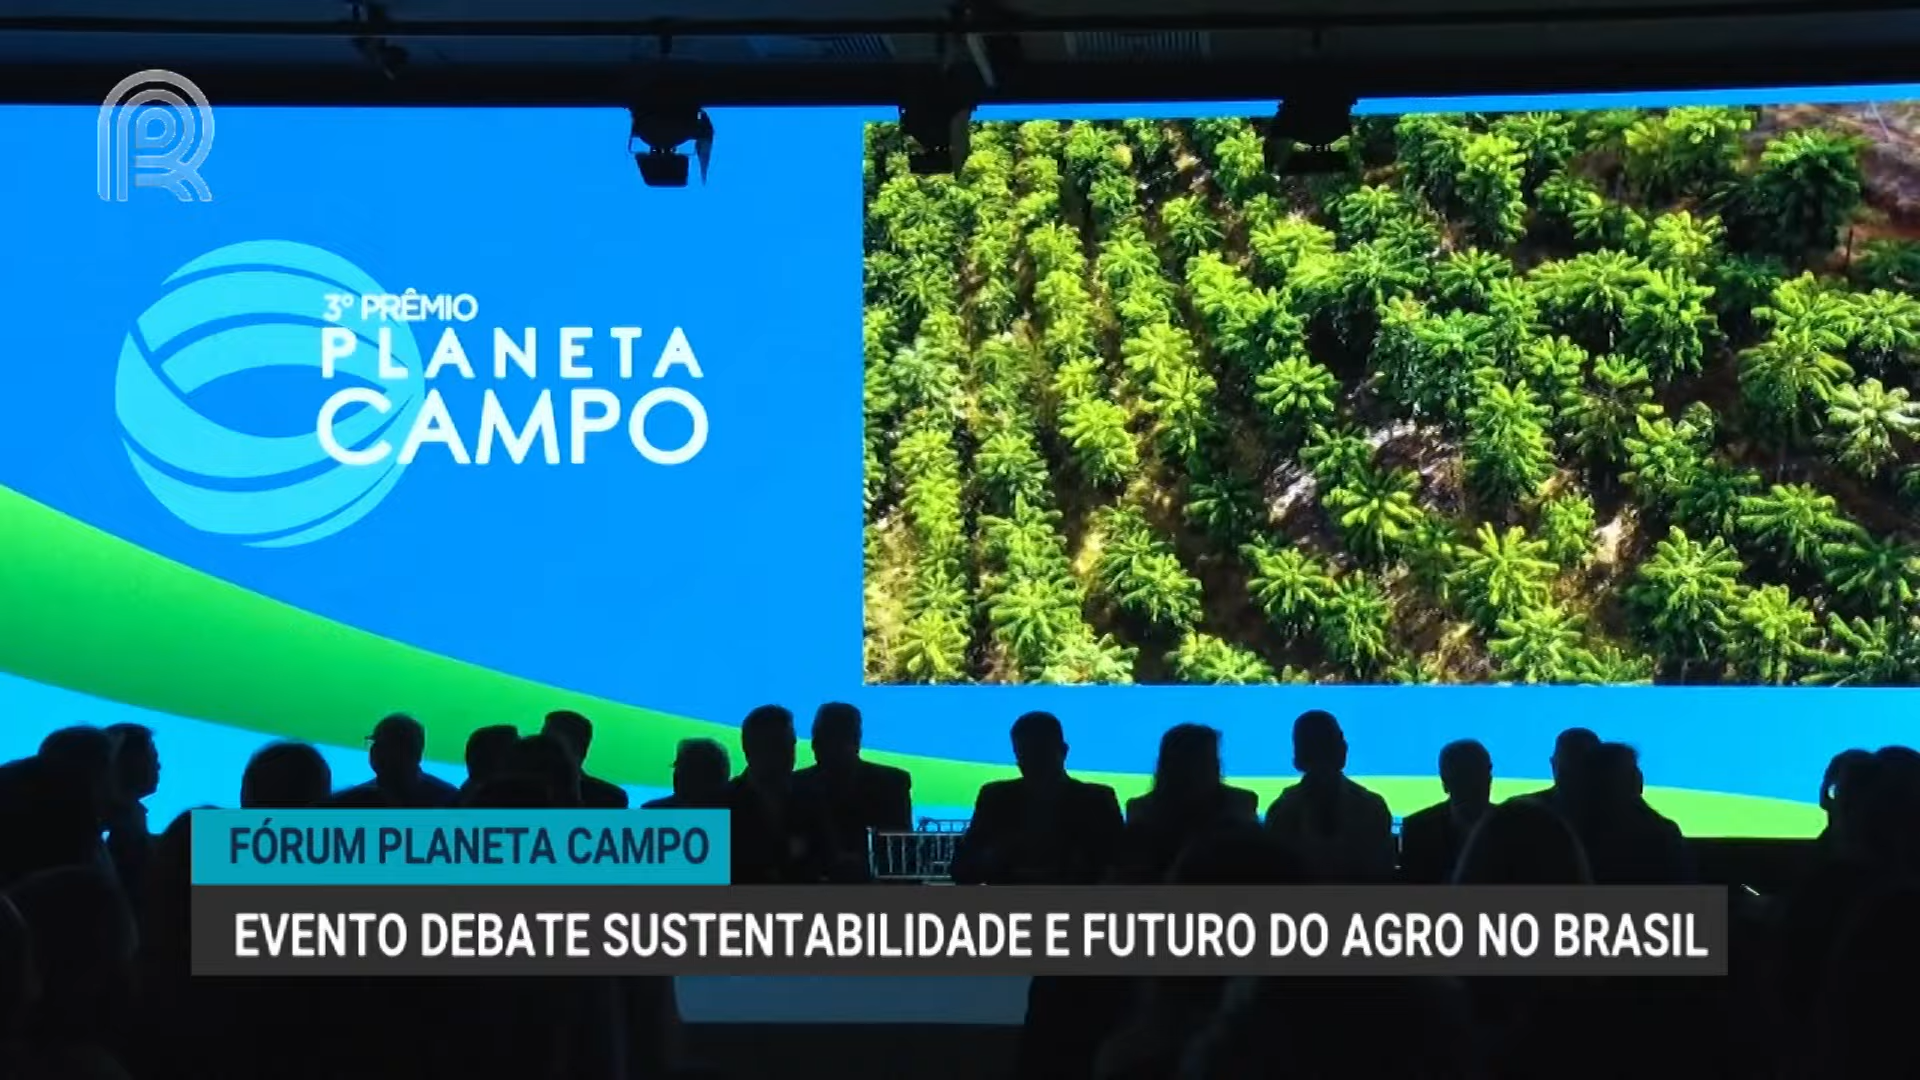 3º PRÊMIO
PLANETA
CAMPO
FÓRUM PLANETA CAMPO
EVENTO DEBATE SUSTENTABILIDADE E FUTURO DO AGRO NO BRASIL